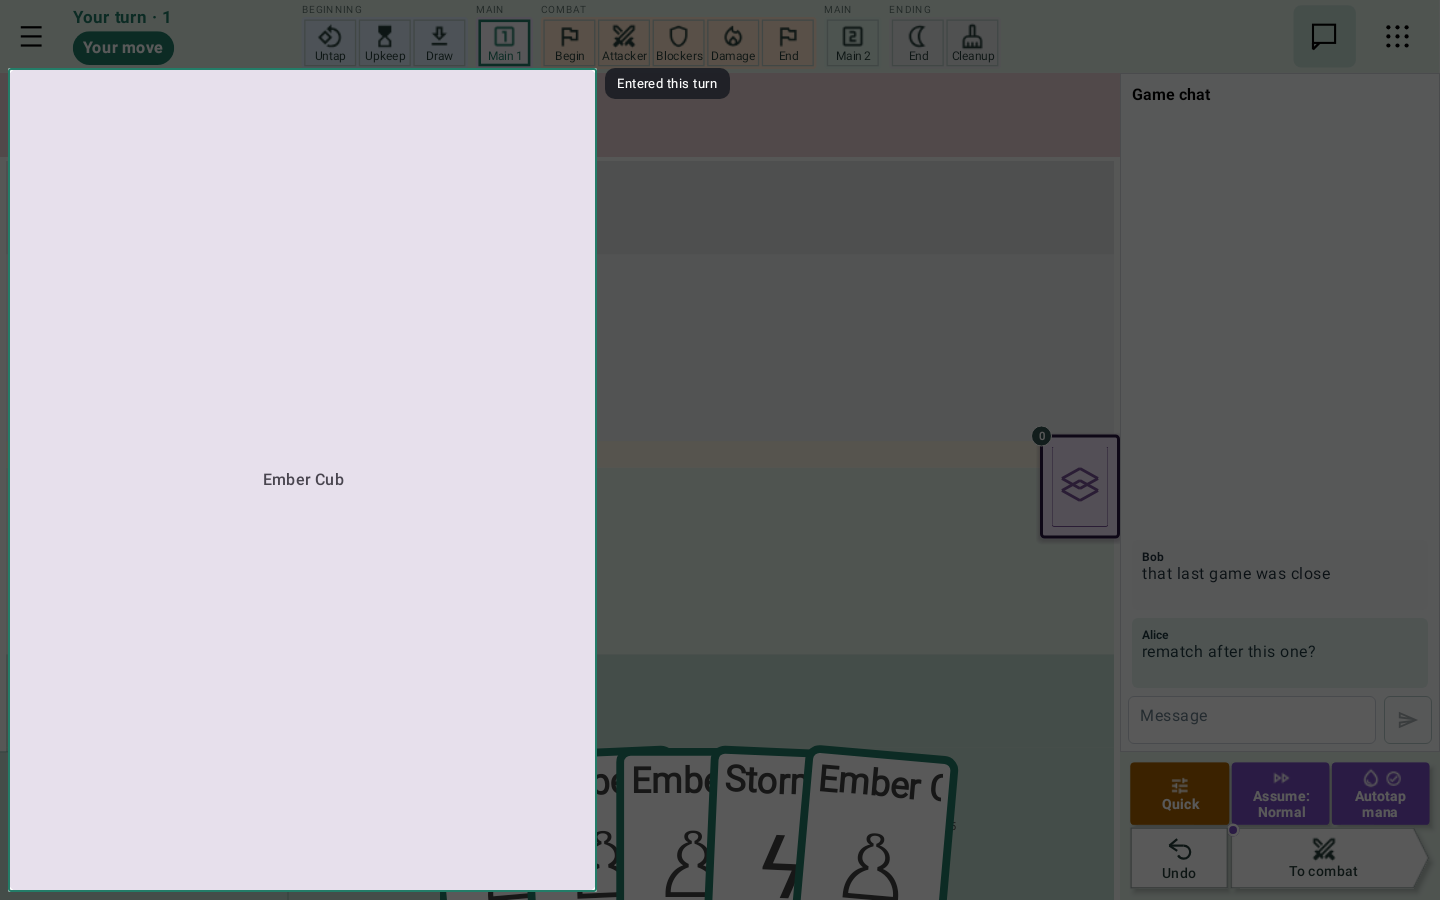 Your turn · 1
Your move
BEGINNING
MAIN
COMBAT
MAIN
ENDING
Untap
Upkeep
Draw
1
Main 1
Begin
Attacker
Blockers
Damage
End
2
Main 2
End
Cleanup
Entered this turn
Game chat
Ember Cub
0
Bob
that last game was close
Alice
rematch after this one?
Message
Embe
Storm
Ember C
Quick
Assume:
Normal
Autotap
mana
Undo
To combat